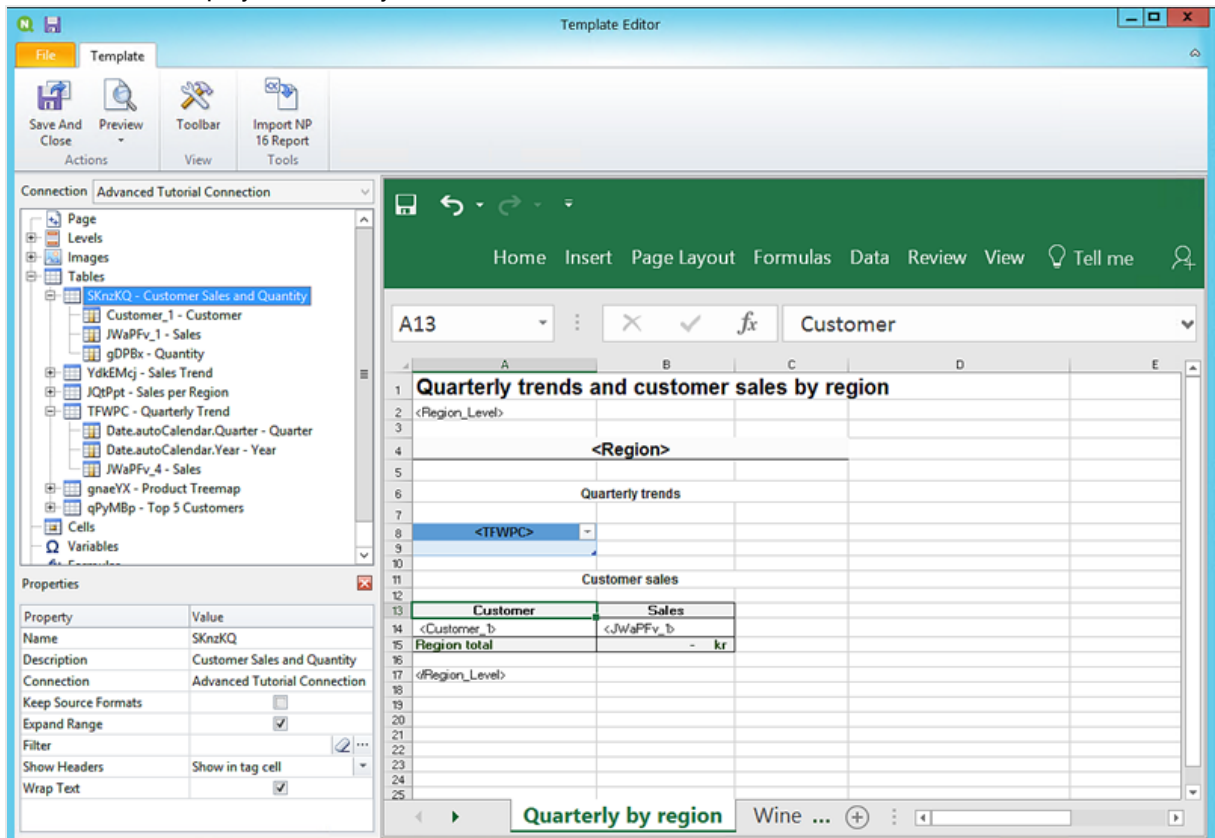 Template Editor
File Template
Save And Close
Preview
Toolbar
Import NP 16 Report
Actions View Tools
Connection Advanced Tutorial Connection
Page
Levels
Images
Tables
SKnzKQ - Customer Sales and Quantity
Customer_1 - Customer
JWaPFv_1 - Sales
gDPBx - Quantity
YdkEMcj - Sales Trend
JQtPpt - Sales per Region
TFWPC - Quarterly Trend
Date.autoCalendar.Quarter - Quarter
Date.autoCalendar.Year - Year
JWaPFv_4 - Sales
gnaeYX - Product Treemap
qPyMBp - Top 5 Customers
Cells
Variables
Properties
Property Value
Name SKnzKQ
Description Customer Sales and Quantity
Connection Advanced Tutorial Connection
Keep Source Formats
Expand Range
Filter
Show Headers Show in tag cell
Wrap Text
Home Insert Page Layout Formulas Data Review View Tell me
A13 fx Customer
A B C D E
1 Quarterly trends and customer sales by region
2 <Region_Level>
3
4 <Region>
5
6 Quarterly trends
7
8 <TFWPC>
9
10
11 Customer sales
12
13 Customer Sales
14 <Customer_1> <JWaPFv_1>
15 Region total - kr
16
17 </Region_Level>
18
19
20
21
22
23
24
25
Quarterly by region Wine ...